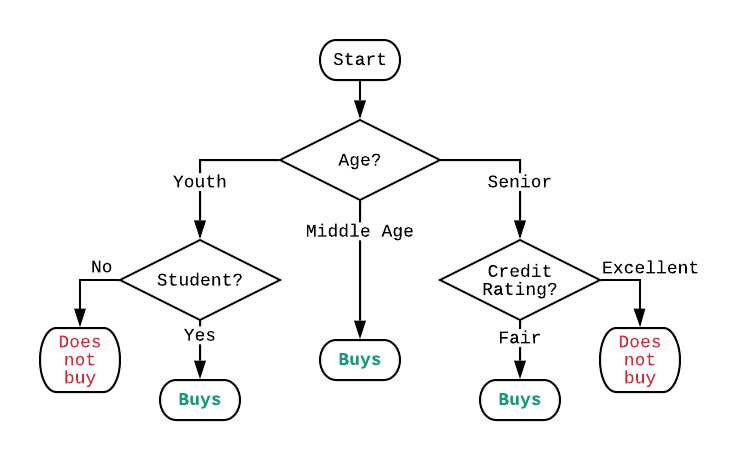 Start
Age?
Youth
Senior
Middle Age
No
Student?
Credit
Rating?
Excellent
Yes
Fair
Does
not
buy
Buys
Buys
Buys
Does
not
buy